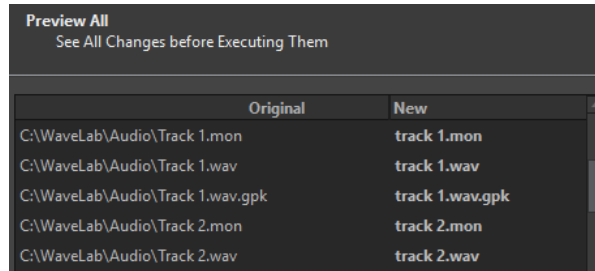 Preview All
See All Changes before Executing Them
Original New
C:\WaveLab\Audio\Track 1.mon track 1.mon
C:\WaveLab\Audio\Track 1.wav track 1.wav
C:\WaveLab\Audio\Track 1.wav.gpk track 1.wav.gpk
C:\WaveLab\Audio\Track 2.mon track 2.mon
C:\WaveLab\Audio\Track 2.wav track 2.wav